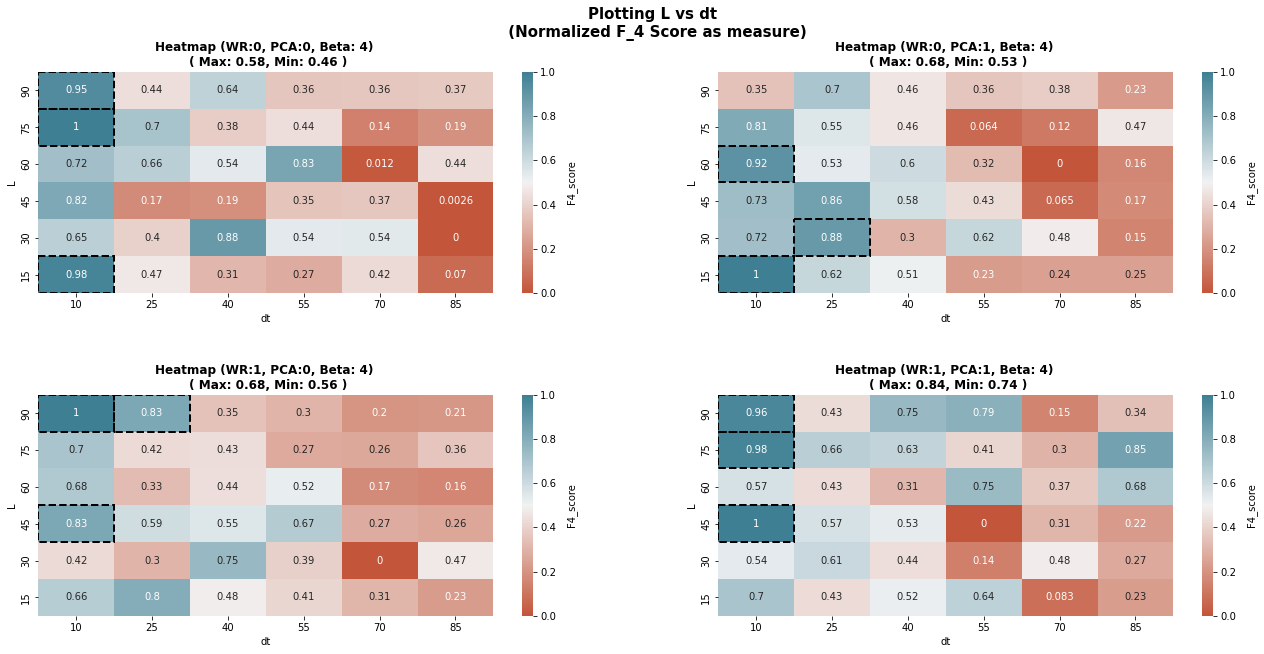 Plotting L vs dt
(Normalized F_4 Score as measure)
Heatmap (WR:0, PCA:0, Beta: 4)
( Max: 0.58, Min: 0.46 )
90 0.95 0.44 0.64 0.36 0.36 0.37
75 1 0.7 0.38 0.44 0.14 0.19
60 0.72 0.66 0.54 0.83 0.012 0.44
45 0.82 0.17 0.19 0.35 0.37 0.0026
30 0.65 0.4 0.88 0.54 0.54 0
15 0.98 0.47 0.31 0.27 0.42 0.07
10 25 40 55 70 85
dt
L
1.0
0.8
0.6
0.4
0.2
0.0
F4_score
Heatmap (WR:0, PCA:1, Beta: 4)
( Max: 0.68, Min: 0.53 )
90 0.35 0.7 0.46 0.36 0.38 0.23
75 0.81 0.55 0.46 0.064 0.12 0.47
60 0.92 0.53 0.6 0.32 0 0.16
45 0.73 0.86 0.58 0.43 0.065 0.17
30 0.72 0.88 0.3 0.62 0.48 0.15
15 1 0.62 0.51 0.23 0.24 0.25
10 25 40 55 70 85
dt
L
1.0
0.8
0.6
0.4
0.2
0.0
F4_score
Heatmap (WR:1, PCA:0, Beta: 4)
( Max: 0.68, Min: 0.56 )
90 1 0.83 0.35 0.3 0.2 0.21
75 0.7 0.42 0.43 0.27 0.26 0.36
60 0.68 0.33 0.44 0.52 0.17 0.16
45 0.83 0.59 0.55 0.67 0.27 0.26
30 0.42 0.3 0.75 0.39 0 0.47
15 0.66 0.8 0.48 0.41 0.31 0.23
10 25 40 55 70 85
dt
L
1.0
0.8
0.6
0.4
0.2
0.0
F4_score
Heatmap (WR:1, PCA:1, Beta: 4)
( Max: 0.84, Min: 0.74 )
90 0.96 0.43 0.75 0.79 0.15 0.34
75 0.98 0.66 0.63 0.41 0.3 0.85
60 0.57 0.43 0.31 0.75 0.37 0.68
45 1 0.57 0.53 0 0.31 0.22
30 0.54 0.61 0.44 0.14 0.48 0.27
15 0.7 0.43 0.52 0.64 0.083 0.23
10 25 40 55 70 85
dt
L
1.0
0.8
0.6
0.4
0.2
0.0
F4_score